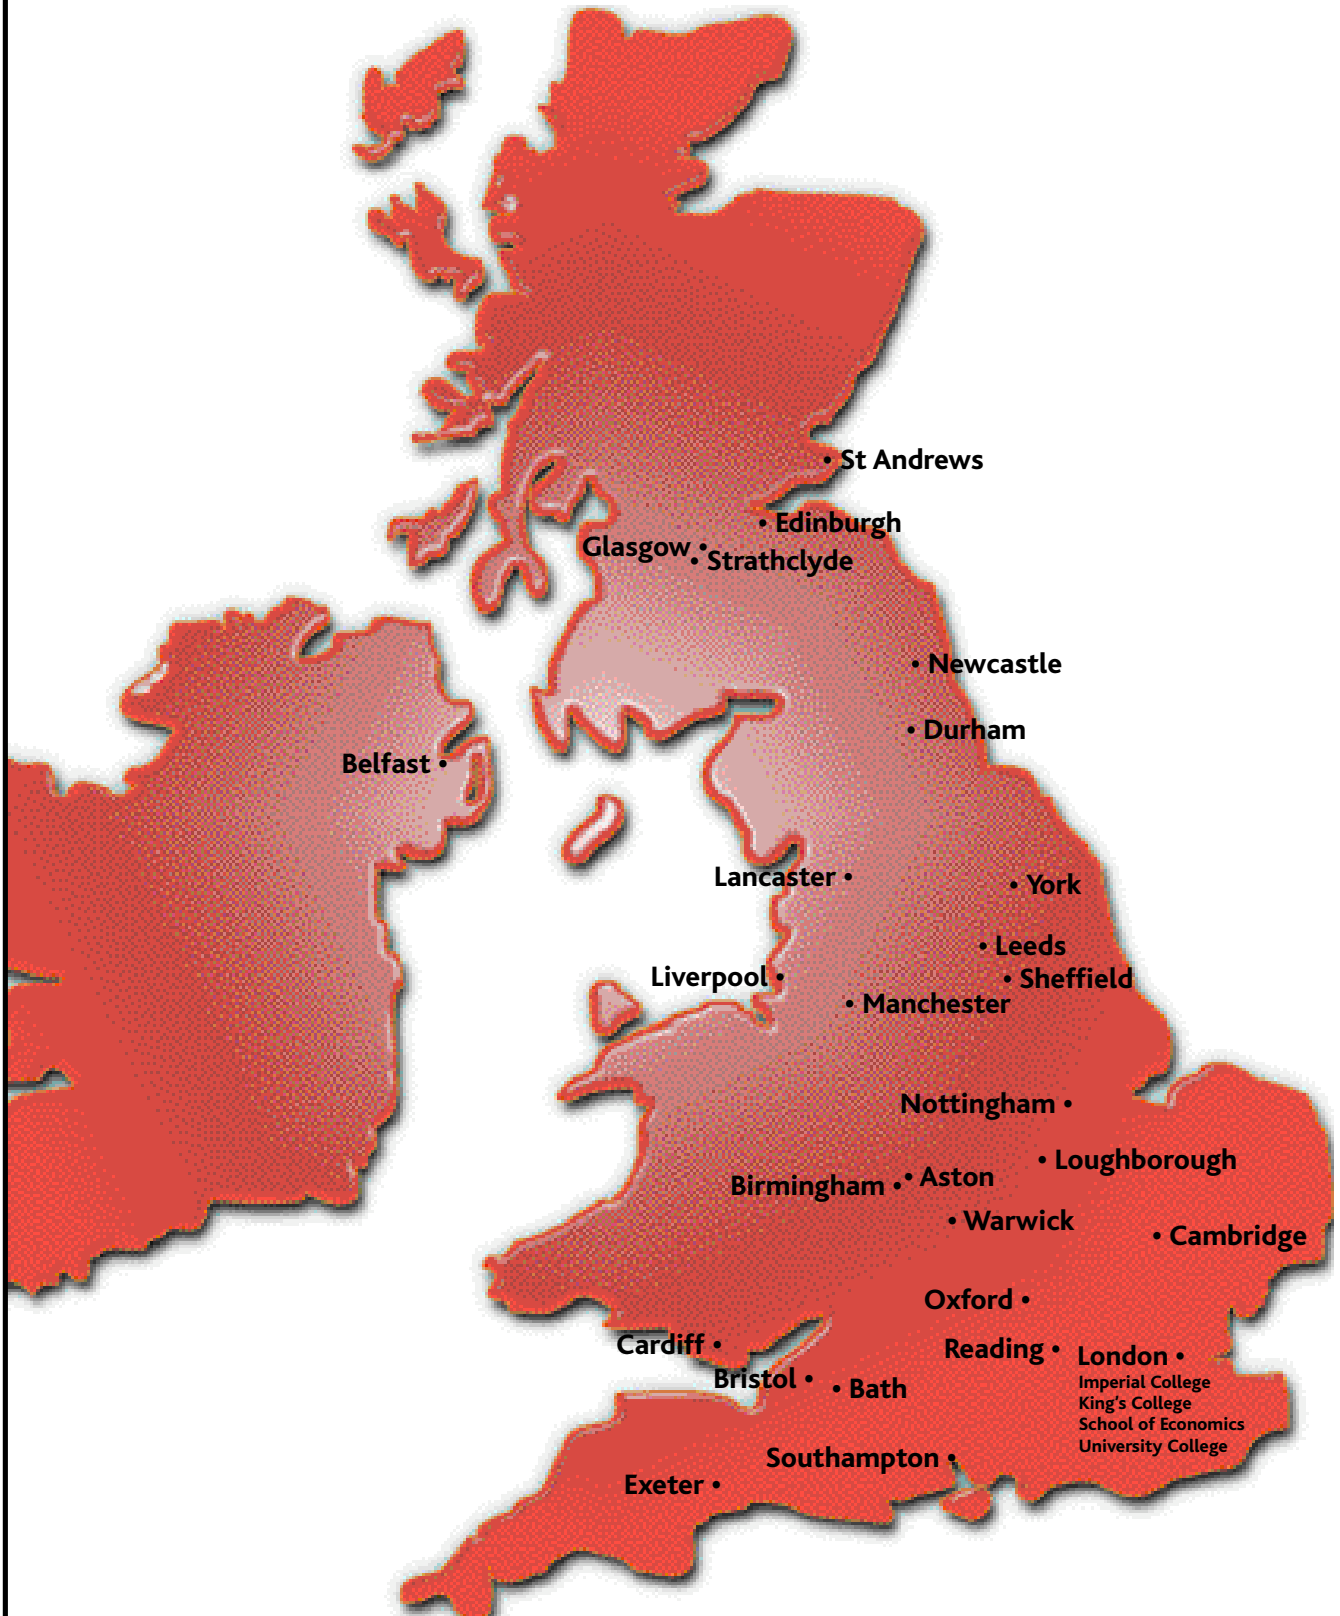 St Andrews
Edinburgh
Glasgow
Strathclyde
Newcastle
Durham
Belfast
Lancaster
York
Leeds
Liverpool
Sheffield
Manchester
Nottingham
Loughborough
Aston
Birmingham
Warwick
Cambridge
Oxford
Cardiff
Reading
London
Bristol
Bath
Imperial College
King's College
School of Economics
University College
Southampton
Exeter